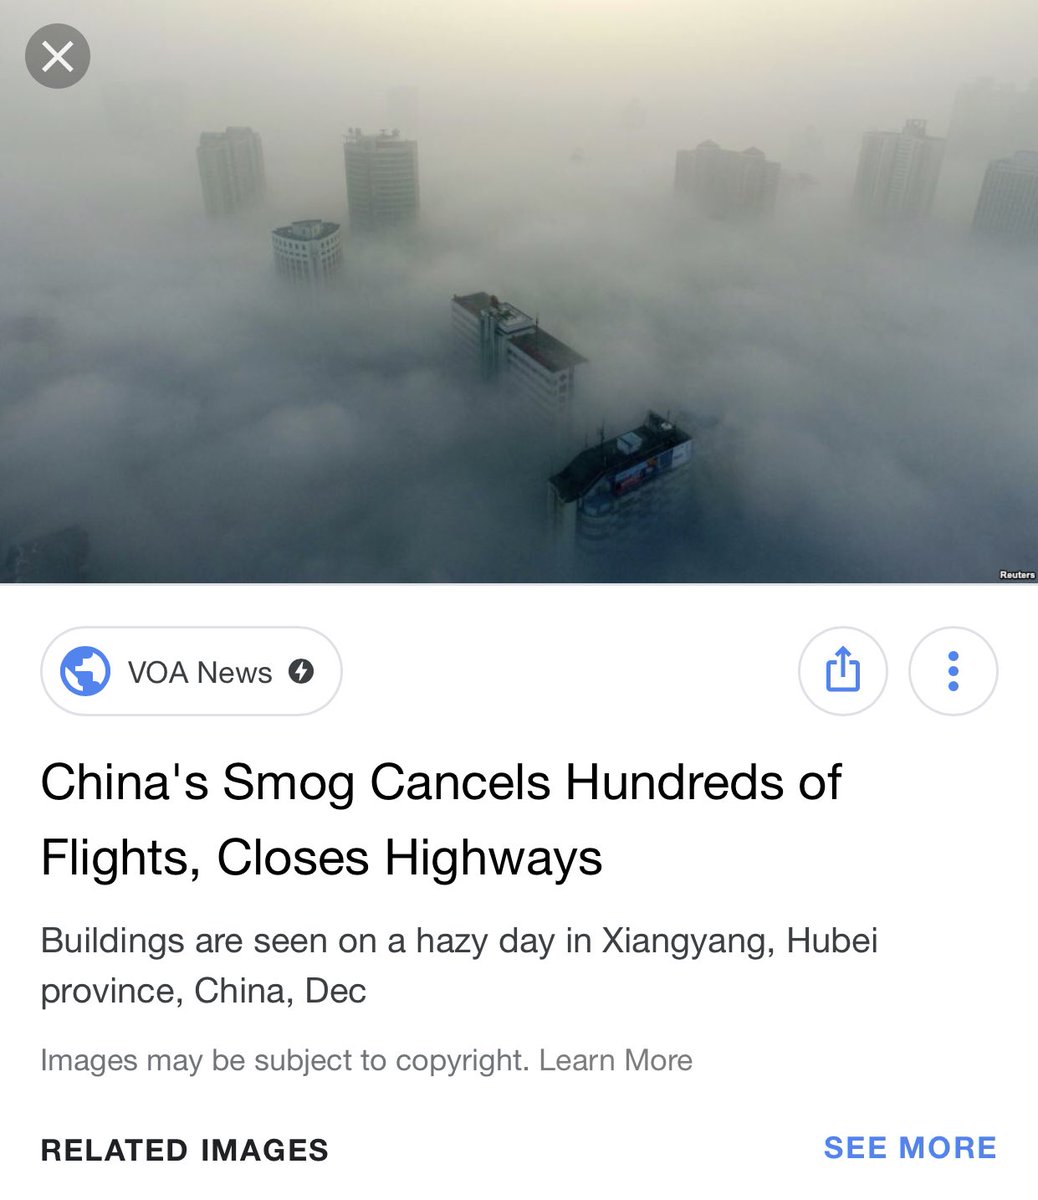 Reuters
VOA News
China's Smog Cancels Hundreds of
Flights, Closes Highways
Buildings are seen on a hazy day in Xiangyang, Hubei
province, China, Dec
Images may be subject to copyright. Learn More
RELATED IMAGES
SEE MORE